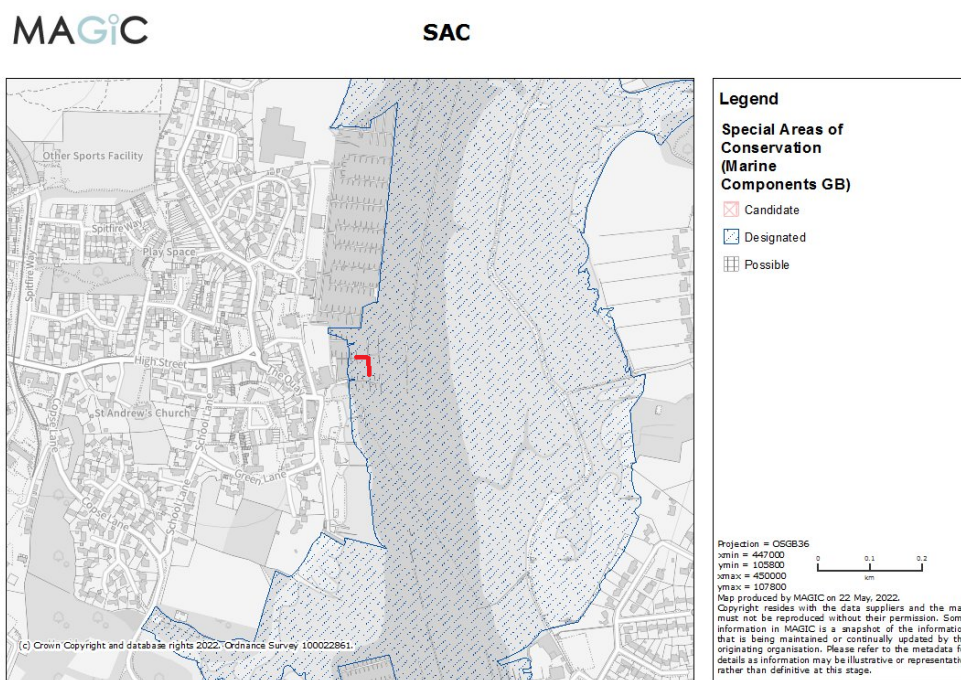 MAGiC
SAC
Other Sports Facility
Spitfire Way
Play Space
Spitfire Way
High Street
The Quay
St Andrew's Church
School Lane
Copse Lane
Green Lane
Copse Lane
School Lane
(c) Crown Copyright and database rights 2022. Ordnance Survey 100022861.
Legend
Special Areas of
Conservation
(Marine
Components GB)
Candidate
Designated
Possible
Projection = OSGB36
xmin = 447000
ymin = 105800
xmax = 450000
ymax = 107800
0 0.1 0.2
km
Map produced by MAGIC on 22 May, 2022.
Copyright resides with the data suppliers and the ma
must not be reproduced without their permission. Som
information in MAGIC is a snapshot of the informatio
that is being maintained or continually updated by th
originating organisation. Please refer to the metadata f
details as information may be illustrative or representativ
rather than definitive at this stage.